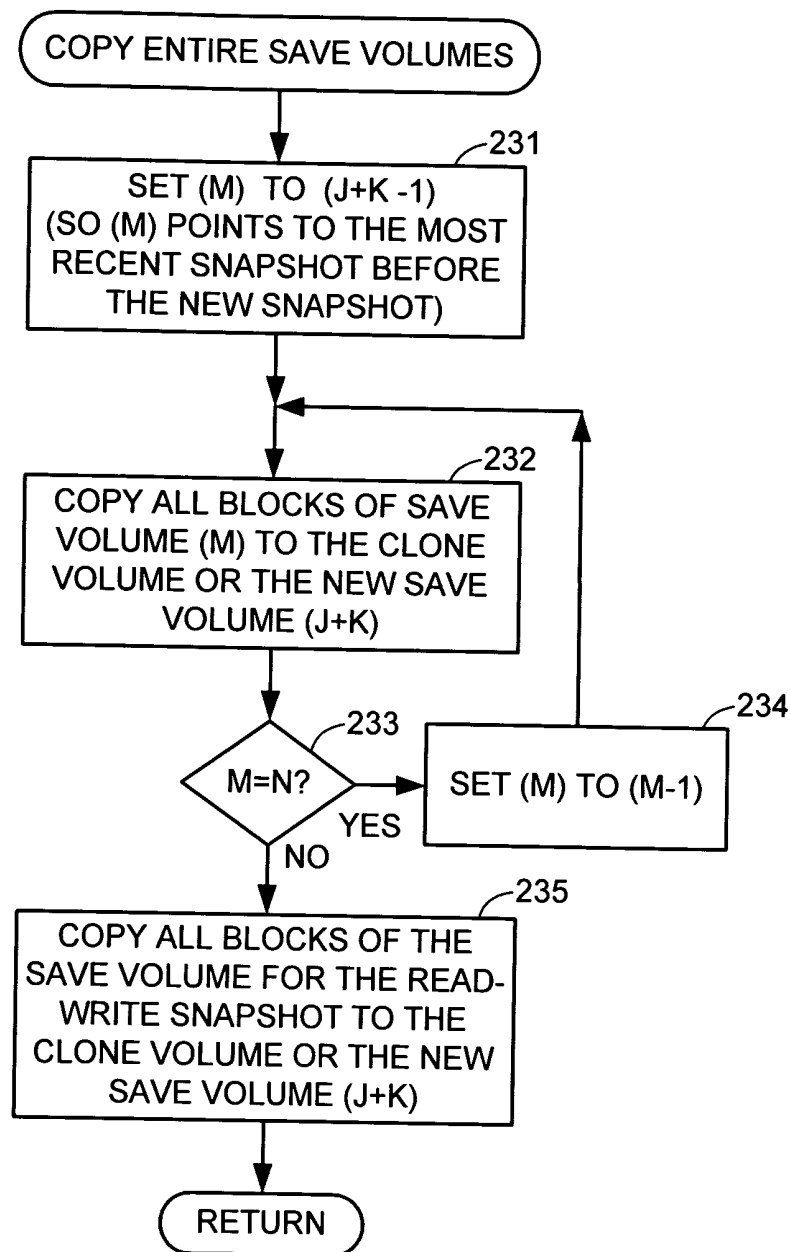 COPY ENTIRE SAVE VOLUMES
231
SET (M) TO (J+K -1)
(SO (M) POINTS TO THE MOST
RECENT SNAPSHOT BEFORE
THE NEW SNAPSHOT)
232
COPY ALL BLOCKS OF SAVE
VOLUME (M) TO THE CLONE
VOLUME OR THE NEW SAVE
VOLUME (J+K)
233
M=N?
YES
NO
234
SET (M) TO (M-1)
235
COPY ALL BLOCKS OF THE
SAVE VOLUME FOR THE READ-
WRITE SNAPSHOT TO THE
CLONE VOLUME OR THE NEW
SAVE VOLUME (J+K)
RETURN